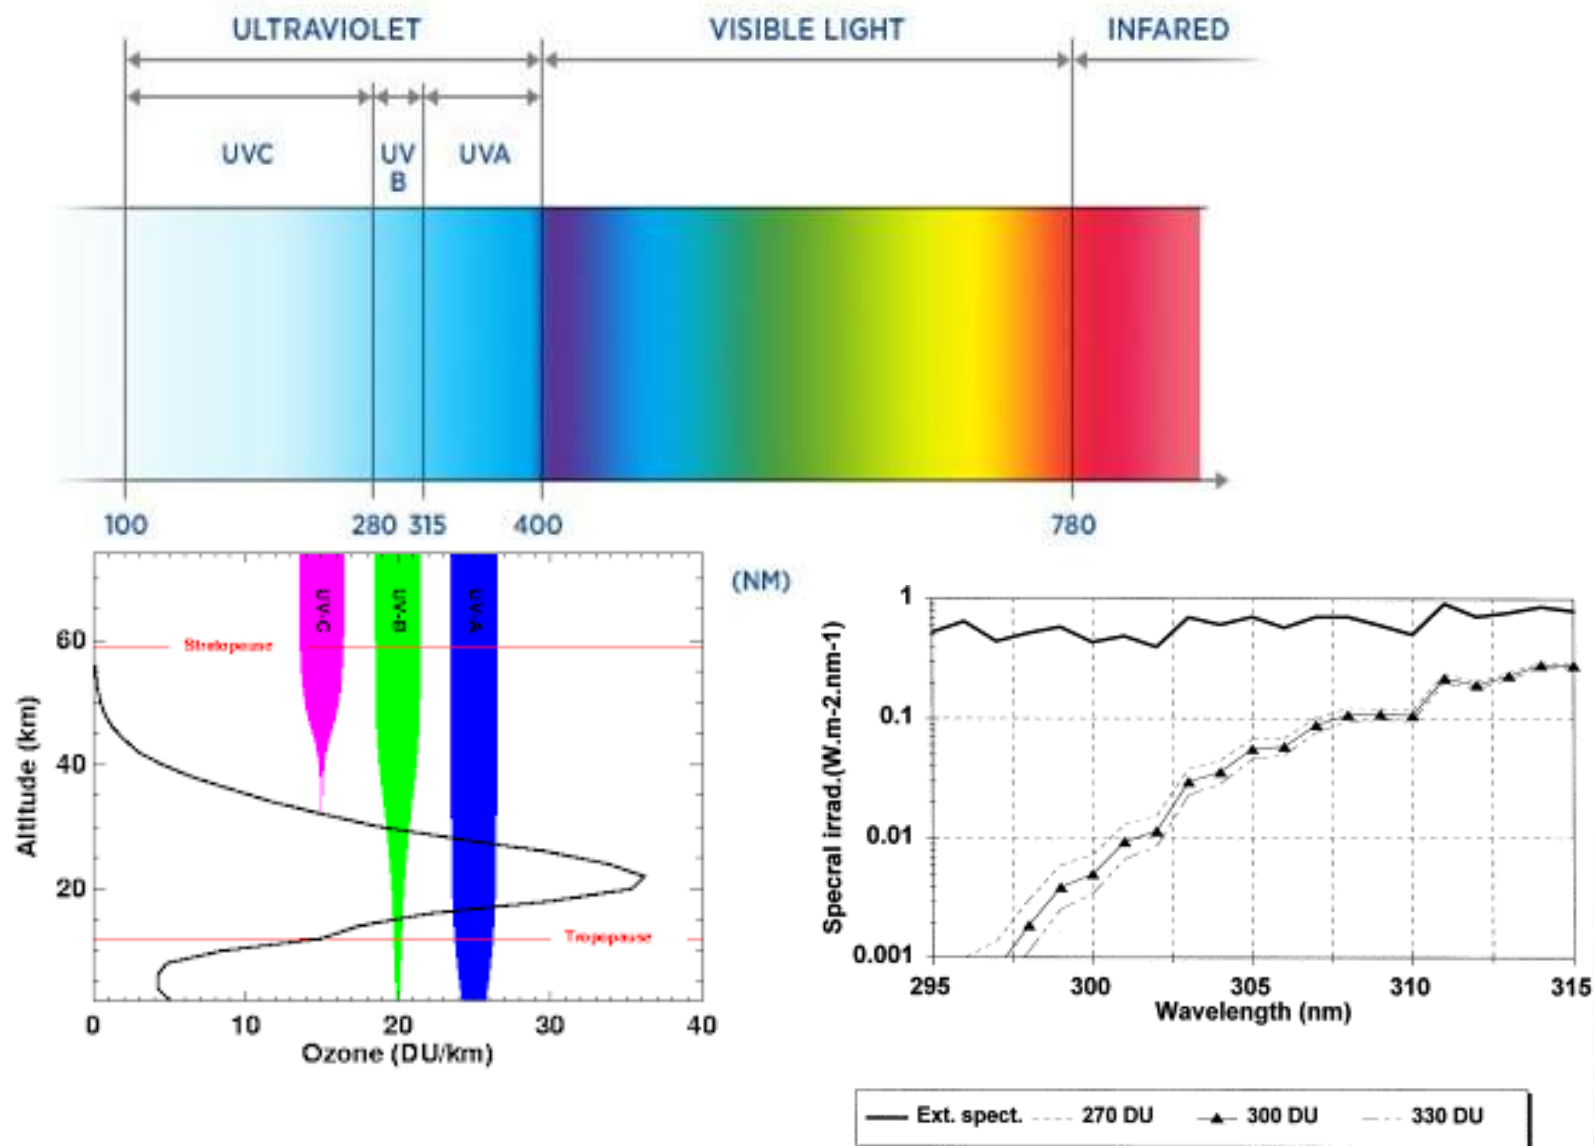 ULTRAVIOLET VISIBLE LIGHT INFARED
UVC UV B UVA
100 280 315 400 780
(NM)
UV-C UV-B UV-A
Stratopause
Tropopause
60
40
20
0 10 20 30 40
Altitude (km)
Ozone (DU/km)
1
0.1
0.01
0.001
295 300 305 310 315
Specral irrad.(W.m-2.nm-1)
Wavelength (nm)
Ext. spect. 270 DU 300 DU 330 DU